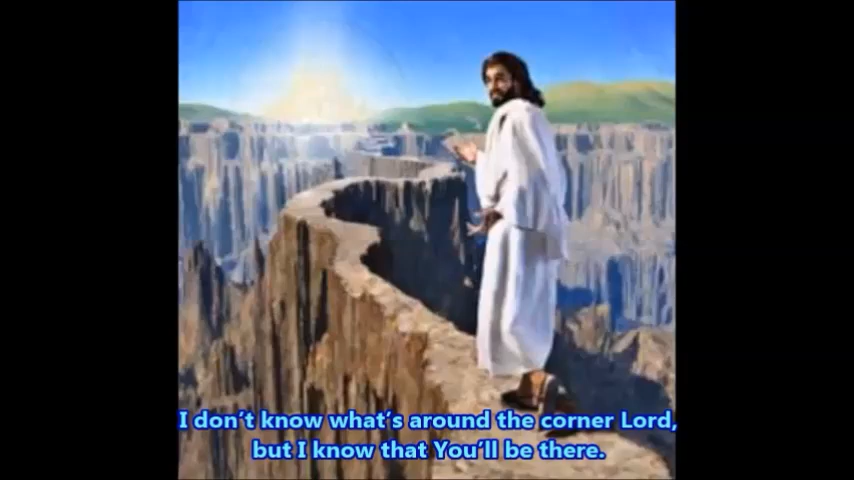 I don't know what's around the corner Lord,
but I know that You'll be there.